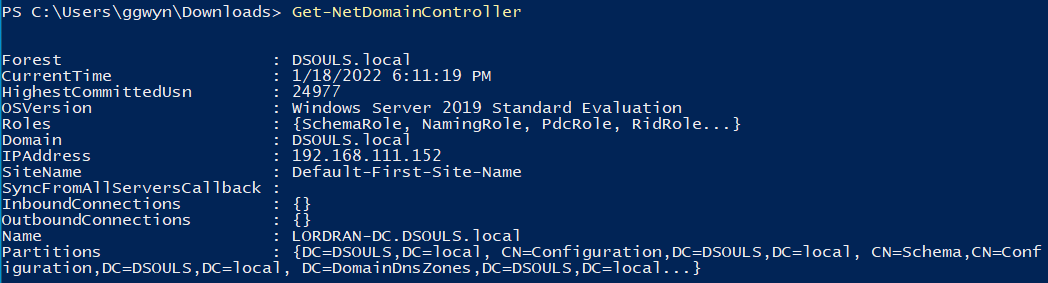 PS C:\Users\ggwyn\Downloads> Get-NetDomainController
Forest : DSOULS.local
CurrentTime : 1/18/2022 6:11:19 PM
HighestCommittedUsn : 24977
OSVersion : Windows Server 2019 Standard Evaluation
Roles : {SchemaRole, NamingRole, PdcRole, RidRole...}
Domain : DSOULS.local
IPAddress : 192.168.111.152
SiteName : Default-First-Site-Name
SyncFromAllServersCallback :
InboundConnections : {}
OutboundConnections : {}
Name : LORDRAN-DC.DSOULS.local
Partitions : {DC=DSOULS,DC=local, CN=Configuration,DC=DSOULS,DC=local, CN=Schema,CN=Conf
iguration,DC=DSOULS,DC=local, DC=DomainDnsZones,DC=DSOULS,DC=local...}